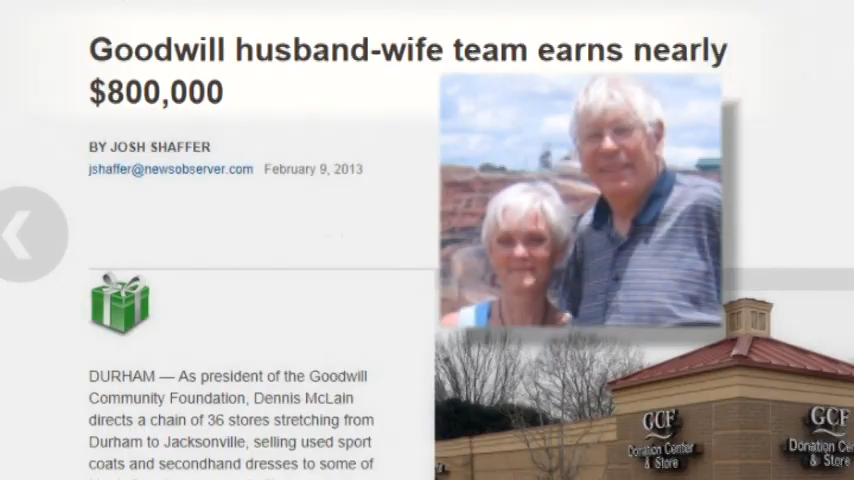 Goodwill husband-wife team earns nearly
$800,000
BY JOSH SHAFFER
jshaffer@newsobserver.com February 9, 2013
DURHAM — As president of the Goodwill
Community Foundation, Dennis McLain
directs a chain of 36 stores stretching from
Durham to Jacksonville, selling used sport
coats and secondhand dresses to some of
GCF
Donation Center
& Store
GCF
Donation Ce
& Store